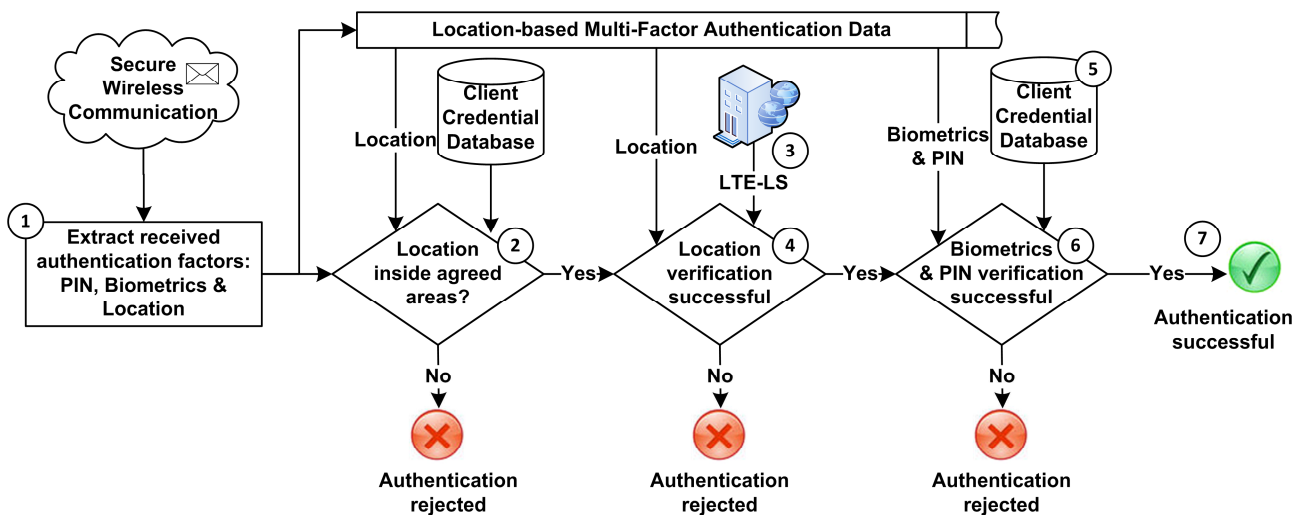 Location-based Multi-Factor Authentication Data
Secure
Wireless
Communication
1
Extract received
authentication factors:
PIN, Biometrics &
Location
Location
Client
Credential
Database
2
Location
inside agreed
areas?
Yes
No
Authentication
rejected
Location
3
LTE-LS
4
Location
verification
successful
Yes
No
Authentication
rejected
Biometrics
& PIN
5
Client
Credential
Database
6
Biometrics
& PIN verification
successful
Yes
No
Authentication
rejected
7
Authentication
successful